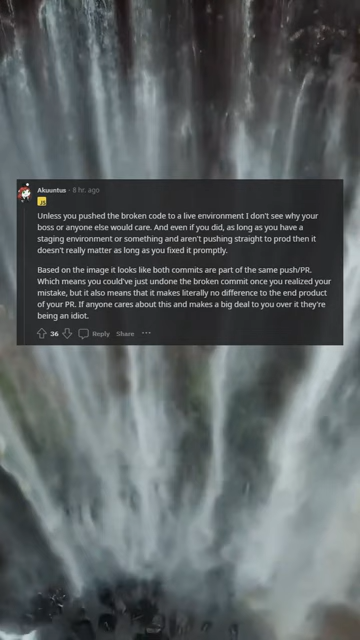 Akuuntus · 8 hr. ago
JS
Unless you pushed the broken code to a live environment I don't see why your
boss or anyone else would care. And even if you did, as long as you have a
staging environment or something and aren't pushing straight to prod then it
doesn't really matter as long as you fixed it promptly.
Based on the image it looks like both commits are part of the same push/PR.
Which means you could've just undone the broken commit once you realized your
mistake, but it also means that it makes literally no difference to the end product
of your PR. If anyone cares about this and makes a big deal to you over it they're
being an idiot.
36 Reply Share ···